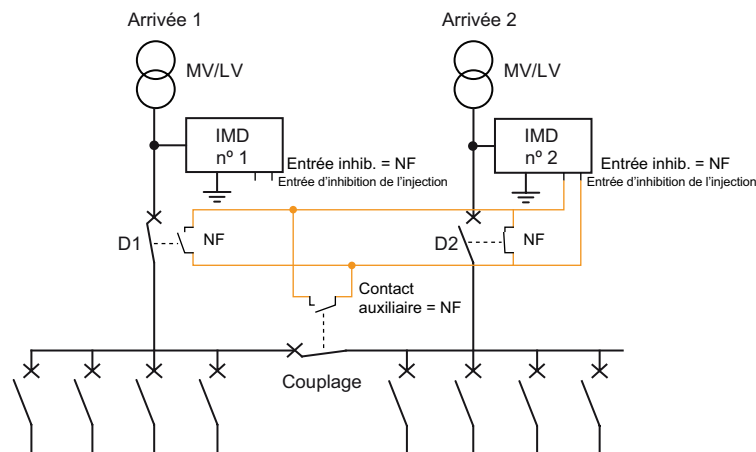 Arrivée 1
Arrivée 2
MV/LV
MV/LV
IMD
nº 1
IMD
nº 2
Entrée inhib. = NF
Entrée d'inhibition de l'injection
Entrée inhib. = NF
Entrée d'inhibition de l'injection
D1
NF
D2
NF
Contact
auxiliaire = NF
Couplage